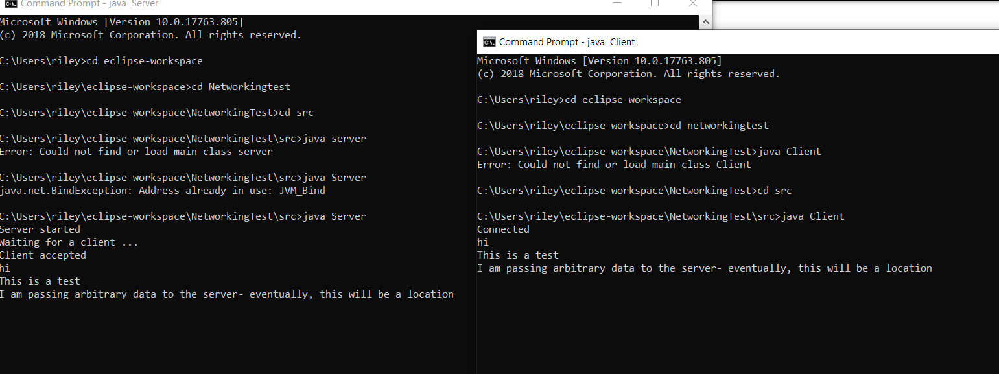 Command Prompt - java  Server
Microsoft Windows [Version 10.0.17763.805]
(c) 2018 Microsoft Corporation. All rights reserved.
C:\Users\riley>cd eclipse-workspace
C:\Users\riley\eclipse-workspace>cd Networkingtest
C:\Users\riley\eclipse-workspace\NetworkingTest>cd src
C:\Users\riley\eclipse-workspace\NetworkingTest\src>java server
Error: Could not find or load main class server
C:\Users\riley\eclipse-workspace\NetworkingTest\src>java Server
java.net.BindException: Address already in use: JVM_Bind
C:\Users\riley\eclipse-workspace\NetworkingTest\src>java Server
Server started
Waiting for a client ...
Client accepted
hi
This is a test
I am passing arbitrary data to the server- eventually, this will be a location
Command Prompt - java  Client
Microsoft Windows [Version 10.0.17763.805]
(c) 2018 Microsoft Corporation. All rights reserved.
C:\Users\riley>cd eclipse-workspace
C:\Users\riley\eclipse-workspace>cd networkingtest
C:\Users\riley\eclipse-workspace\NetworkingTest>java Client
Error: Could not find or load main class Client
C:\Users\riley\eclipse-workspace\NetworkingTest>cd src
C:\Users\riley\eclipse-workspace\NetworkingTest\src>java Client
Connected
hi
This is a test
I am passing arbitrary data to the server- eventually, this will be a location